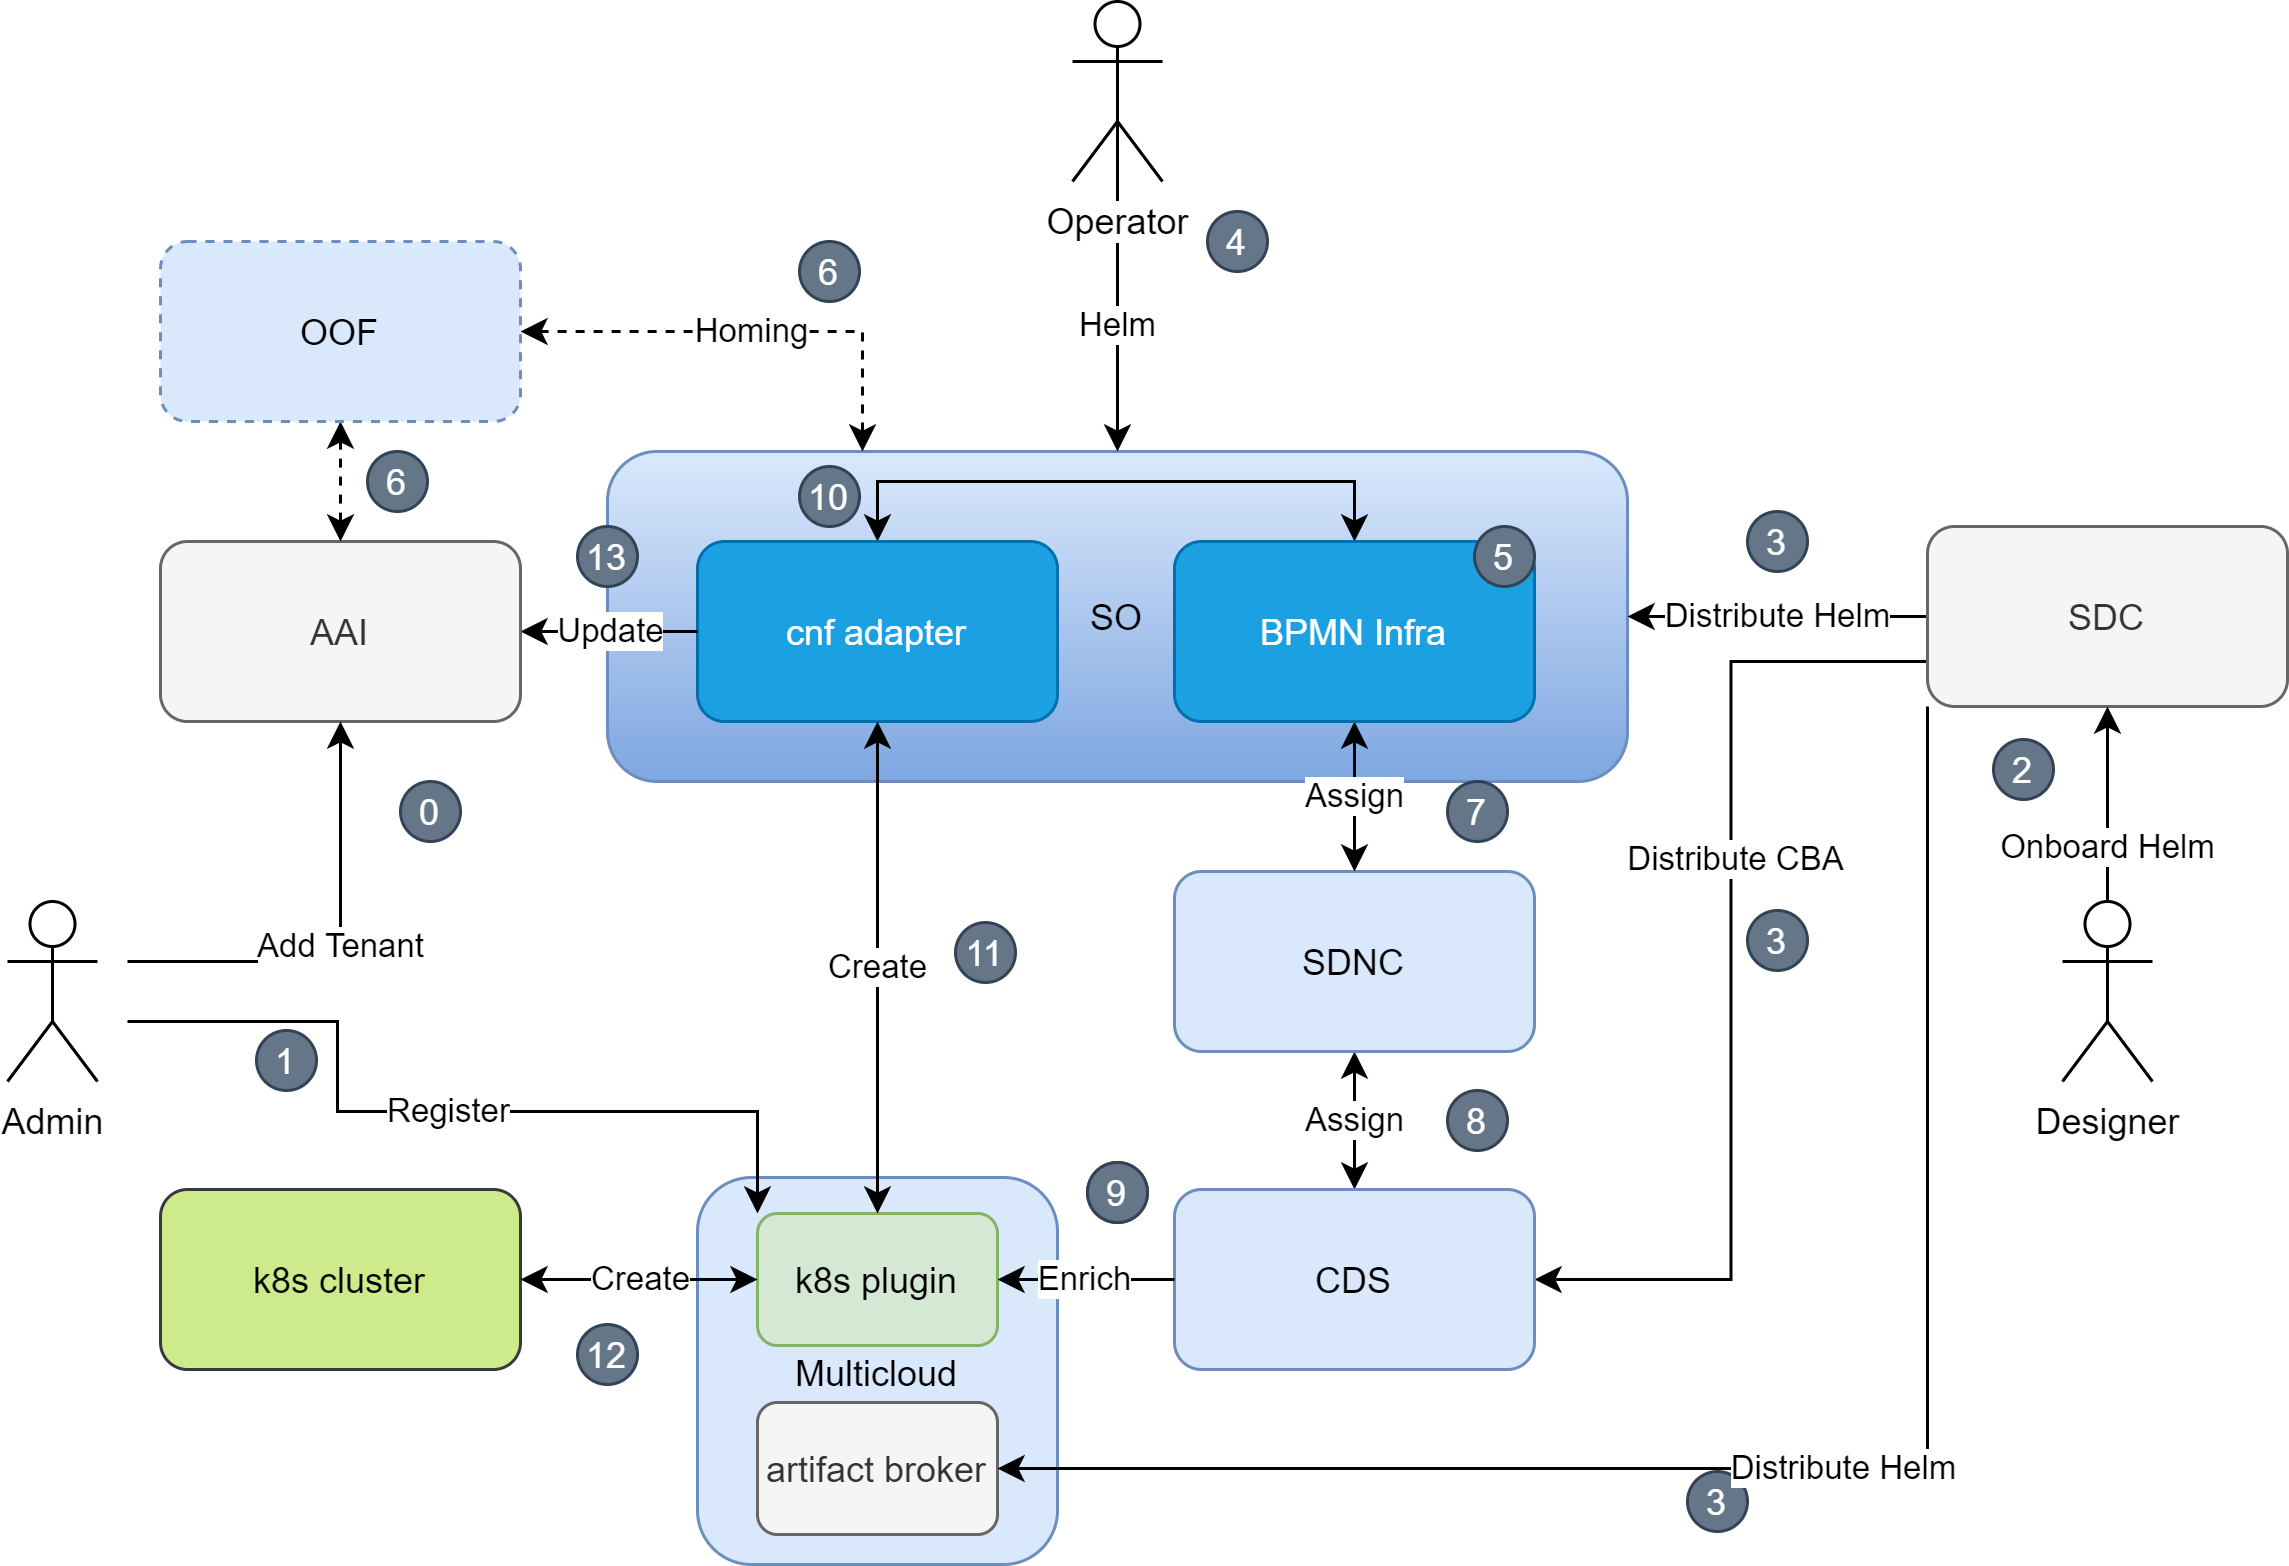 Operator
4
6
OOF
Homing
Helm
6
10
3
13
5
cnf adapter
SO
BPMN Infra
Distribute Helm
SDC
AAI
Update
2
0
Assign
7
Onboard Helm
Distribute CBA
3
Add Tenant
11
Create
SDNC
1
Admin
Register
Assign
8
Designer
9
k8s cluster
Create
k8s plugin
Enrich
CDS
12
Multicloud
artifact broker
Distribute Helm
3